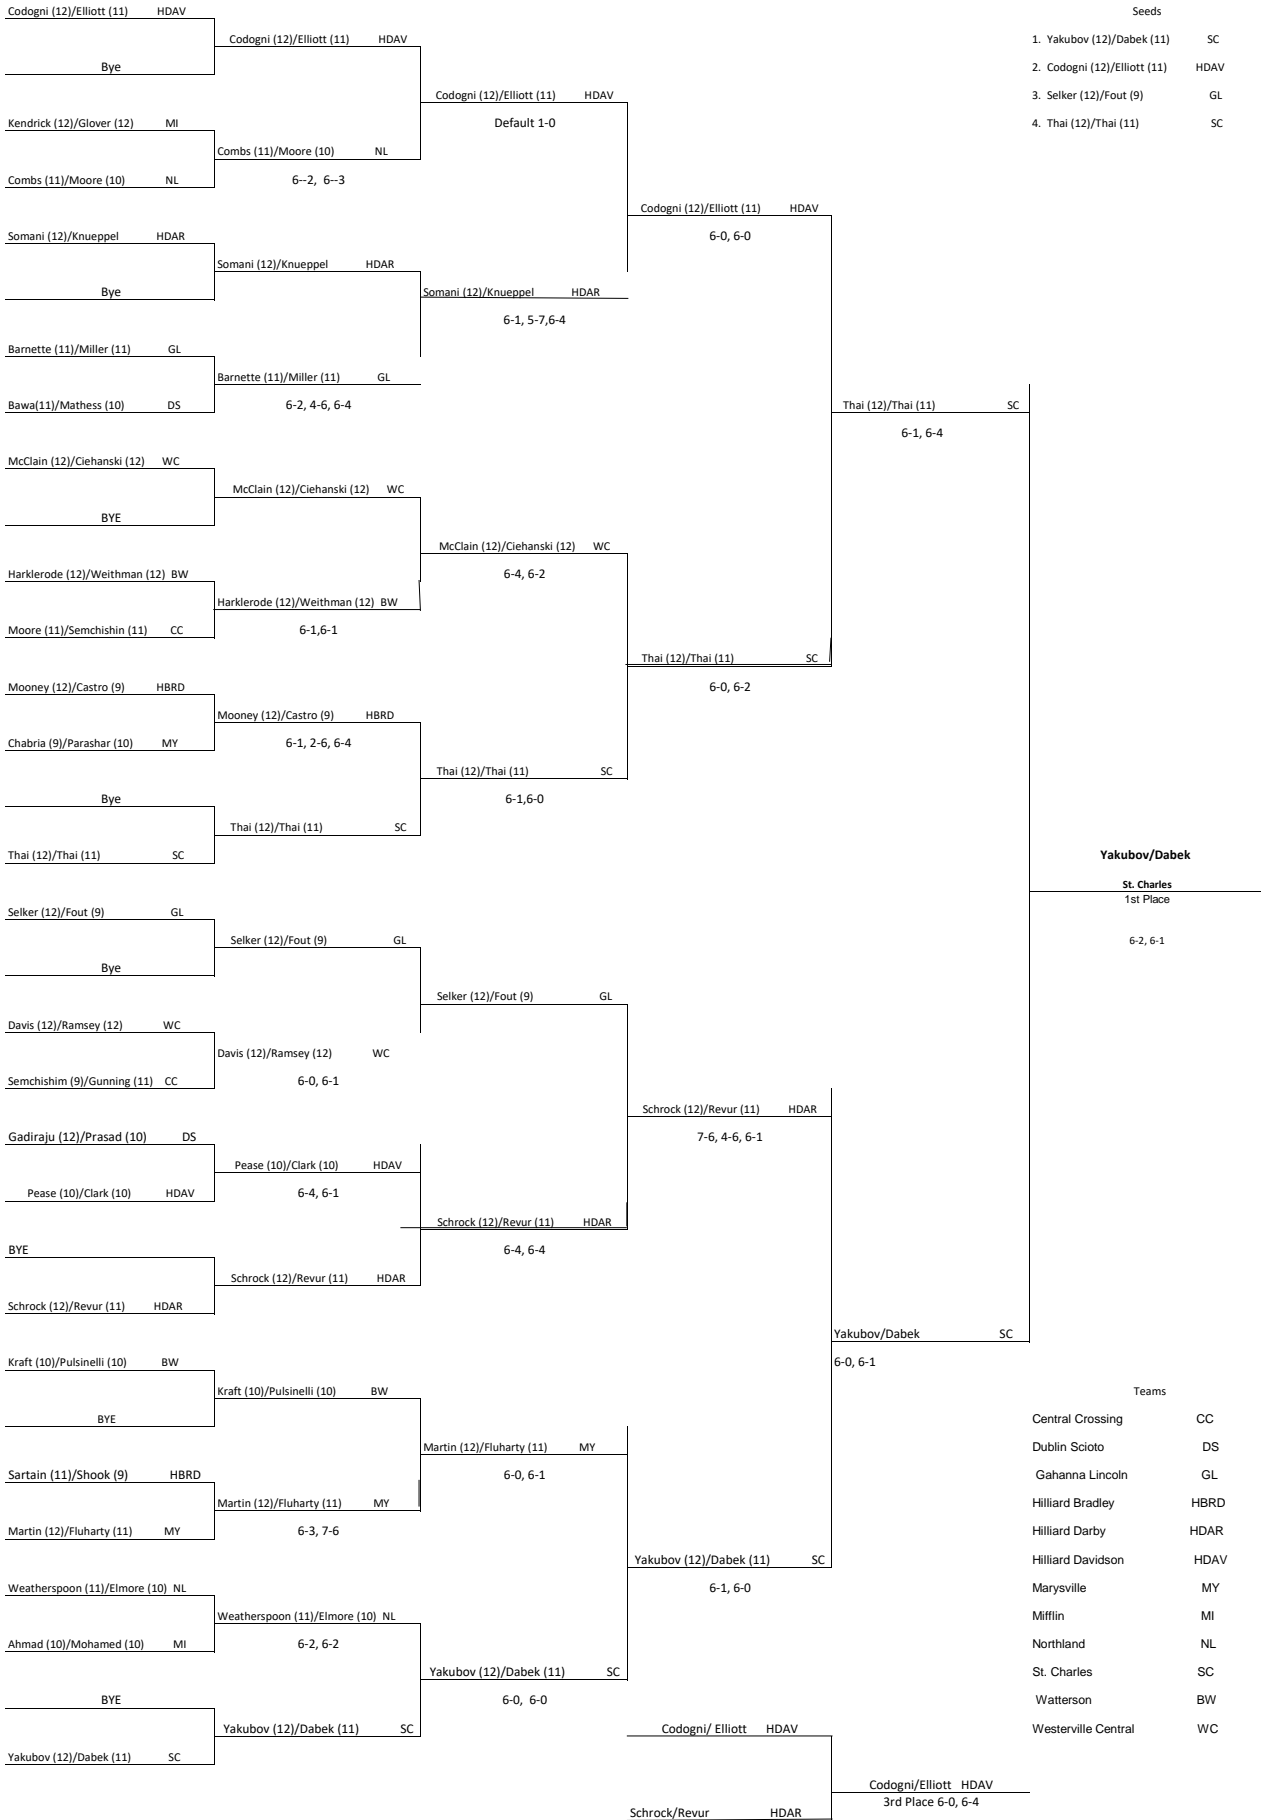 Codogni (12)/Elliott (11) HDAV
Bye
Kendrick (12)/Glover (12) MI
Combs (11)/Moore (10) NL
Somani (12)/Knueppel HDAR
Bye
Barnette (11)/Miller (11) GL
Bawa(11)/Mathess (10) DS
McClain (12)/Ciehanski (12) WC
BYE
Harklerode (12)/Weithman (12) BW
Moore (11)/Semchishin (11) CC
Mooney (12)/Castro (9) HBRD
Chabria (9)/Parashar (10) MY
Bye
Thai (12)/Thai (11) SC
Selker (12)/Fout (9) GL
Bye
Davis (12)/Ramsey (12) WC
Semchishim (9)/Gunning (11) CC
Gadiraju (12)/Prasad (10) DS
Pease (10)/Clark (10) HDAV
BYE
Schrock (12)/Revur (11) HDAR
Kraft (10)/Pulsinelli (10) BW
BYE
Sartain (11)/Shook (9) HBRD
Martin (12)/Fluharty (11) MY
Weatherspoon (11)/Elmore (10) NL
Ahmad (10)/Mohamed (10) MI
BYE
Yakubov (12)/Dabek (11) SC
Codogni (12)/Elliott (11) HDAV
Combs (11)/Moore (10) NL
6--2, 6--3
Somani (12)/Knueppel HDAR
Barnette (11)/Miller (11) GL
6-2, 4-6, 6-4
McClain (12)/Ciehanski (12) WC
Harklerode (12)/Weithman (12) BW
6-1,6-1
Mooney (12)/Castro (9) HBRD
6-1, 2-6, 6-4
Thai (12)/Thai (11) SC
Selker (12)/Fout (9) GL
Davis (12)/Ramsey (12) WC
6-0, 6-1
Pease (10)/Clark (10) HDAV
6-4, 6-1
Schrock (12)/Revur (11) HDAR
Kraft (10)/Pulsinelli (10) BW
Martin (12)/Fluharty (11) MY
6-3, 7-6
Weatherspoon (11)/Elmore (10) NL
6-2, 6-2
Yakubov (12)/Dabek (11) SC
Codogni (12)/Elliott (11) HDAV
Default 1-0
Somani (12)/Knueppel HDAR
6-1, 5-7,6-4
McClain (12)/Ciehanski (12) WC
6-4, 6-2
Thai (12)/Thai (11) SC
6-1,6-0
Selker (12)/Fout (9) GL
Schrock (12)/Revur (11) HDAR
6-4, 6-4
Martin (12)/Fluharty (11) MY
6-0, 6-1
Yakubov (12)/Dabek (11) SC
6-0, 6-0
Codogni (12)/Elliott (11) HDAV
6-0, 6-0
Thai (12)/Thai (11) SC
6-0, 6-2
Schrock (12)/Revur (11) HDAR
7-6, 4-6, 6-1
Yakubov (12)/Dabek (11) SC
6-1, 6-0
Codogni/ Elliott HDAV
Schrock/Revur HDAR
Thai (12)/Thai (11) SC
6-1, 6-4
Yakubov/Dabek SC
6-0, 6-1
Codogni/Elliott HDAV
3rd Place 6-0, 6-4
Seeds
1. Yakubov (12)/Dabek (11) SC
2. Codogni (12)/Elliott (11) HDAV
3. Selker (12)/Fout (9) GL
4. Thai (12)/Thai (11) SC
Yakubov/Dabek
St. Charles
1st Place
6-2, 6-1
Teams
Central Crossing CC
Dublin Scioto DS
Gahanna Lincoln GL
Hilliard Bradley HBRD
Hilliard Darby HDAR
Hilliard Davidson HDAV
Marysville MY
Mifflin MI
Northland NL
St. Charles SC
Watterson BW
Westerville Central WC